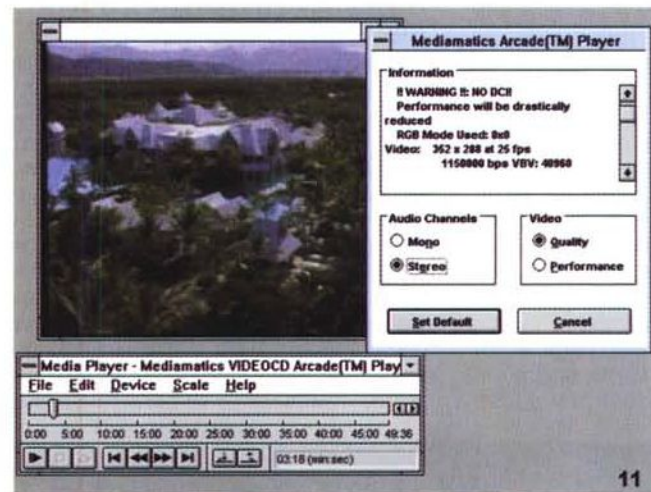 Mediamatics Arcade(TM) Player
Information
!! WARNING !!: NO DCI!
Performance will be drastically
reduced
RGB Mode Used: 0x0
Video: 352 x 288 at 25 fps
1150000 bps VBV: 40960
Audio Channels
Mono
Stereo
Video
Quality
Performance
Set Default
Cancel
Media Player - Mediamatics VIDEOCD Arcade(TM) Play
File Edit Device Scale Help
0:00 5:00 10:00 15:00 20:00 25:00 30:00 35:00 40:00 45:00 49:36
03:18 (min:sec)
11